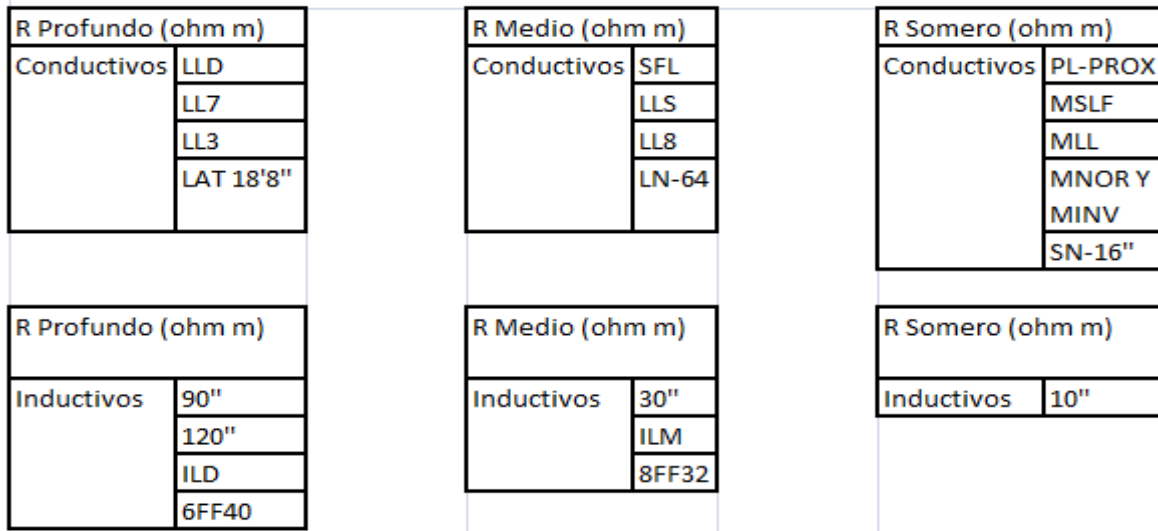 R Profundo (ohm m)
Conductivos LLD
LL7
LL3
LAT 18'8"
R Medio (ohm m)
Conductivos SFL
LLS
LL8
LN-64
R Somero (ohm m)
Conductivos PL-PROX
MSLF
MLL
MNOR Y
MINV
SN-16"
R Profundo (ohm m)
Inductivos 90"
120"
ILD
6FF40
R Medio (ohm m)
Inductivos 30"
ILM
8FF32
R Somero (ohm m)
Inductivos 10"